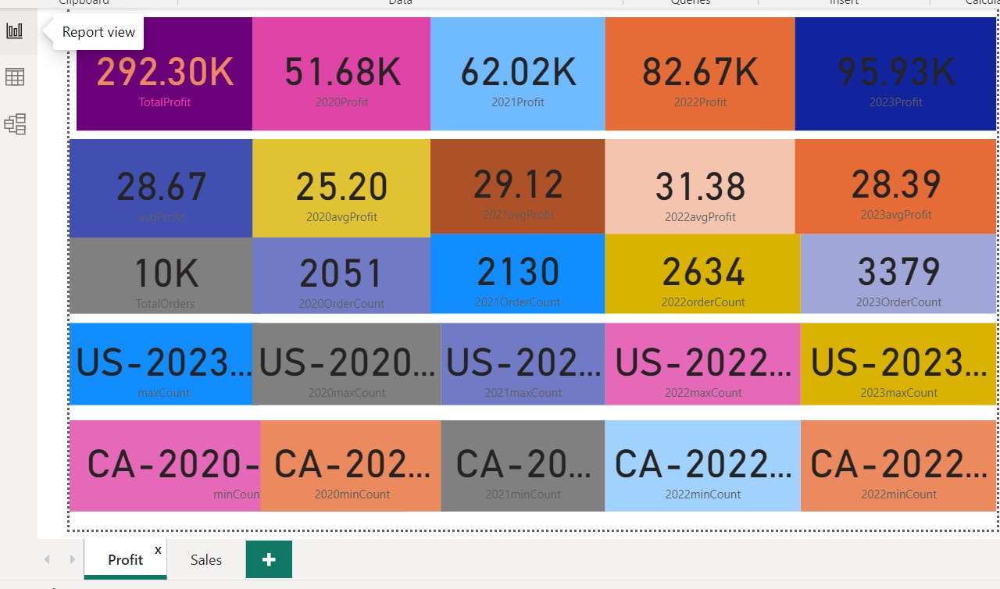 Clipboard Data Queries Insert
Report view
292.30K 51.68K 62.02K 82.67K 95.93K
TotalProfit 2020Profit 2021Profit 2022Profit 2023Profit
28.67 25.20 29.12 31.38 28.39
avgProfit 2020avgProfit 2021avgProfit 2022avgProfit 2023avgProfit
10K 2051 2130 2634 3379
TotalOrders 2020OrderCount 2021OrderCount 2022orderCount 2023OrderCount
US-2023... US-2020... US-202... US-2022... US-2023...
maxCount 2020maxCount 2021maxCount 2022maxCount 2023maxCount
CA-2020- CA-202... CA-20... CA-2022... CA-2022...
minCoun 2020minCount 2021minCount 2022minCount 2022minCount
Profit x Sales +